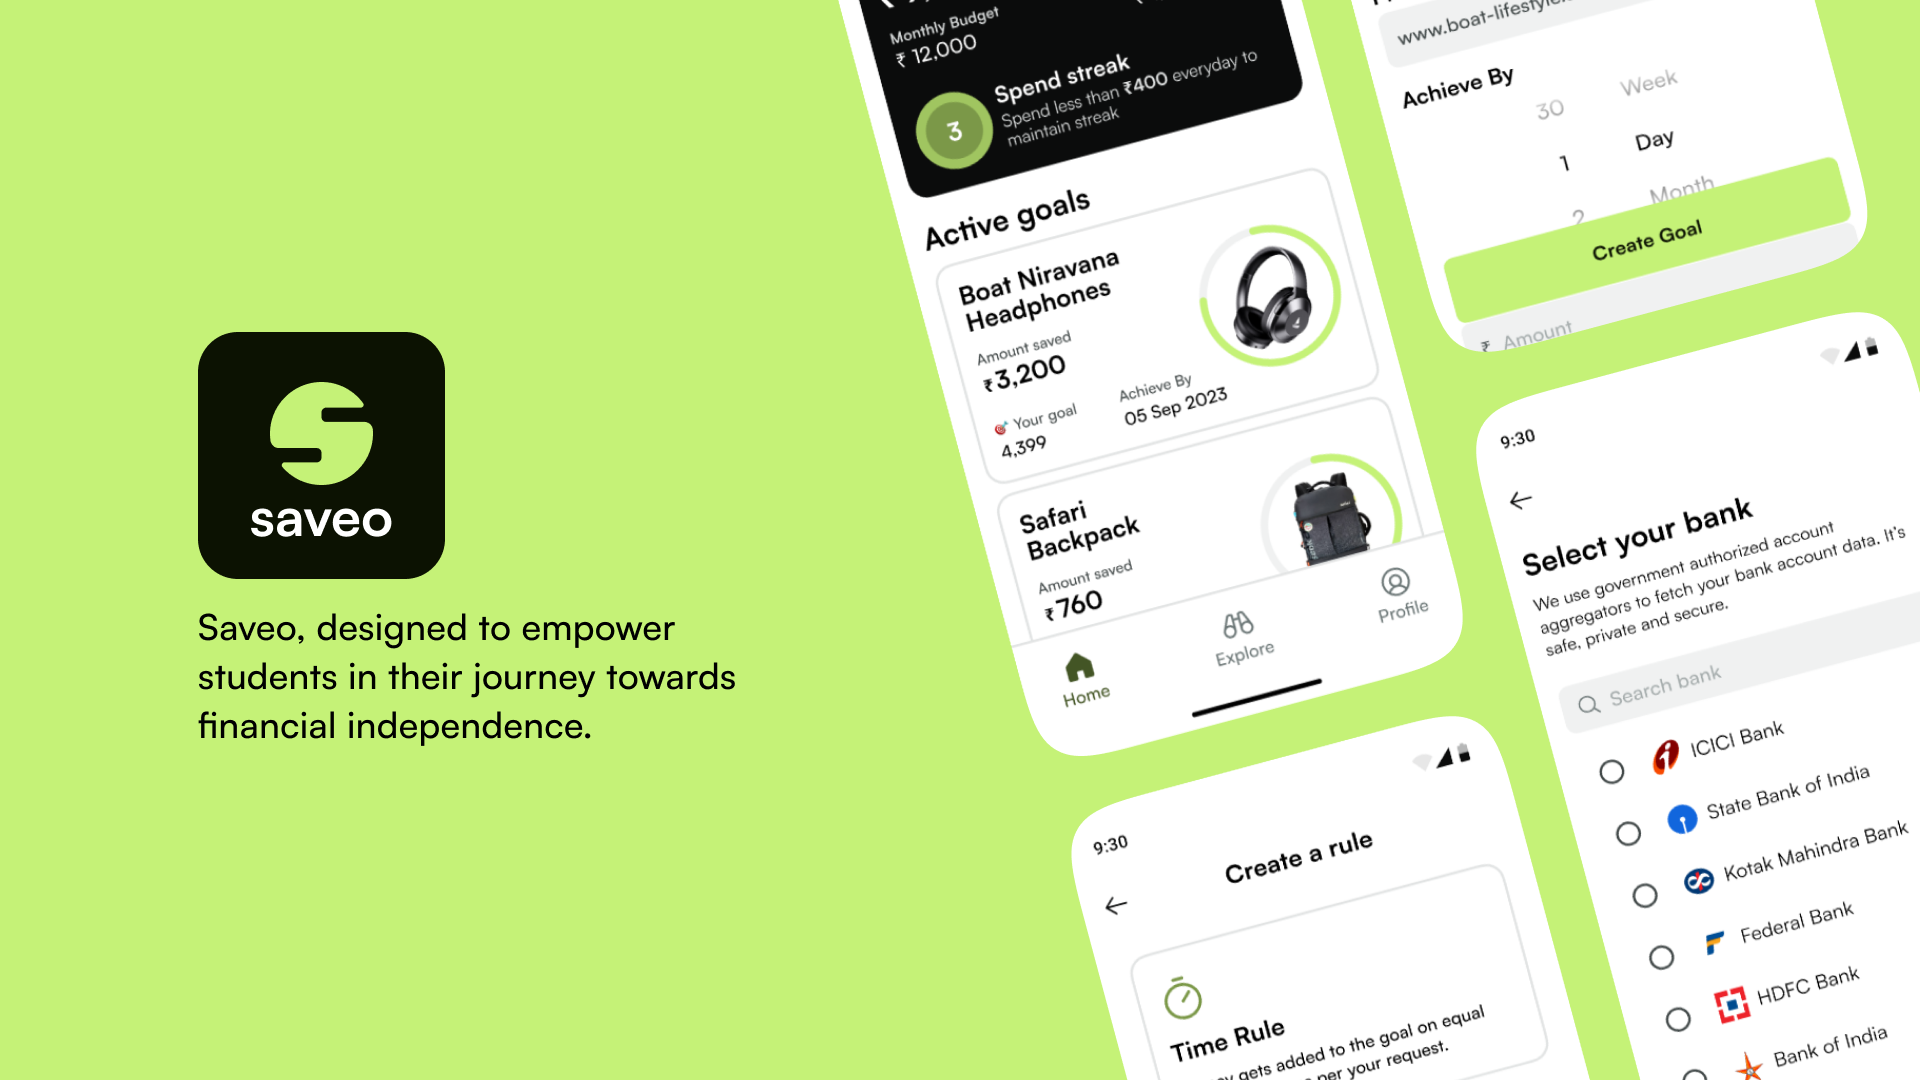 saveo
Saveo, designed to empower
students in their journey towards
financial independence.
Monthly Budget
₹ 12,000
3
Spend streak
Spend less than ₹400 everyday to
maintain streak
Active goals
Boat Niravana
Headphones
Amount saved
₹3,200
Your goal
4,399
Achieve By
05 Sep 2023
Safari
Backpack
Amount saved
₹760
Home
Explore
Profile
www.boat-lifestyle
Achieve By
30 Week
1 Day
2 Month
Create Goal
₹ Amount
9:30
Select your bank
We use government authorized account
aggregators to fetch your bank account data. It's
safe, private and secure.
Search bank
ICICI Bank
State Bank of India
Kotak Mahindra Bank
Federal Bank
HDFC Bank
Bank of India
9:30
Create a rule
Time Rule
gets added to the goal on equal
per your request.